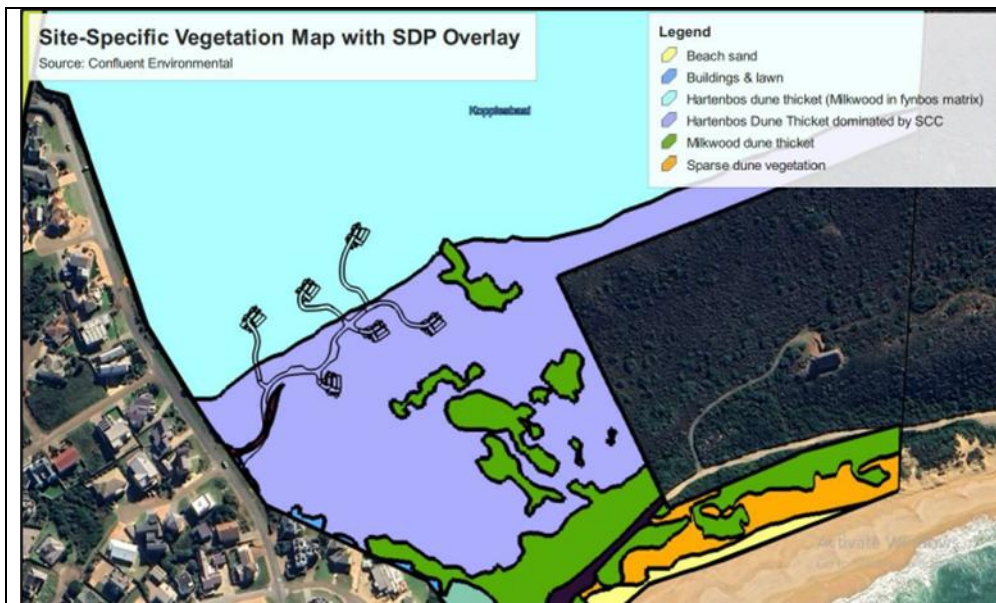 Site-Specific Vegetation Map with SDP Overlay
Source: Confluent Environmental
Legend
Beach sand
Buildings & lawn
Hartenbos dune thicket (Milkwood in fynbos matrix)
Hartenbos Dune Thicket dominated by SCC
Milkwood dune thicket
Sparse dune vegetation
Activate Windows